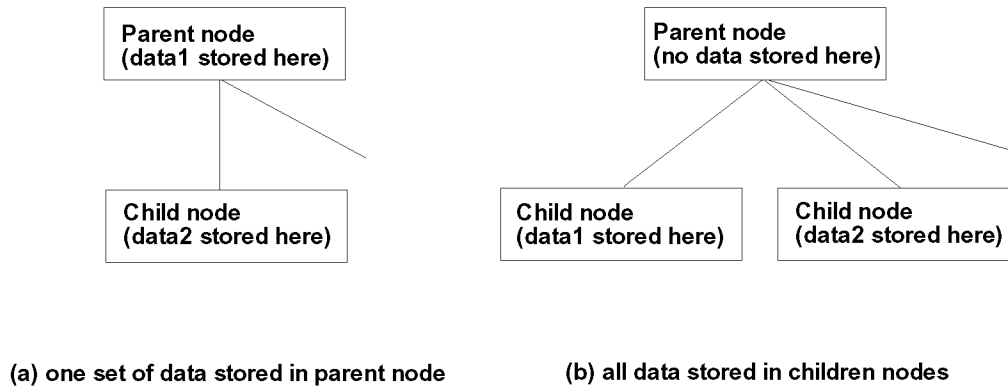 Parent node
(data1 stored here)
Child node
(data2 stored here)
(a) one set of data stored in parent node
Parent node
(no data stored here)
Child node
(data1 stored here)
Child node
(data2 stored here)
(b) all data stored in children nodes